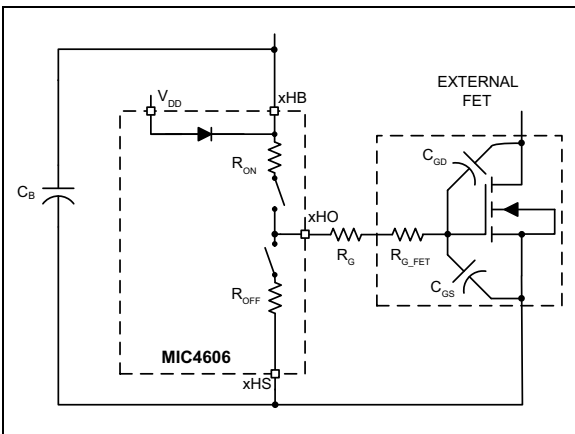 EXTERNAL
FET
V_DD
xHB
C_GD
R_ON
C_B
xHO
R_G
R_G_FET
C_GS
R_OFF
MIC4606
xHS